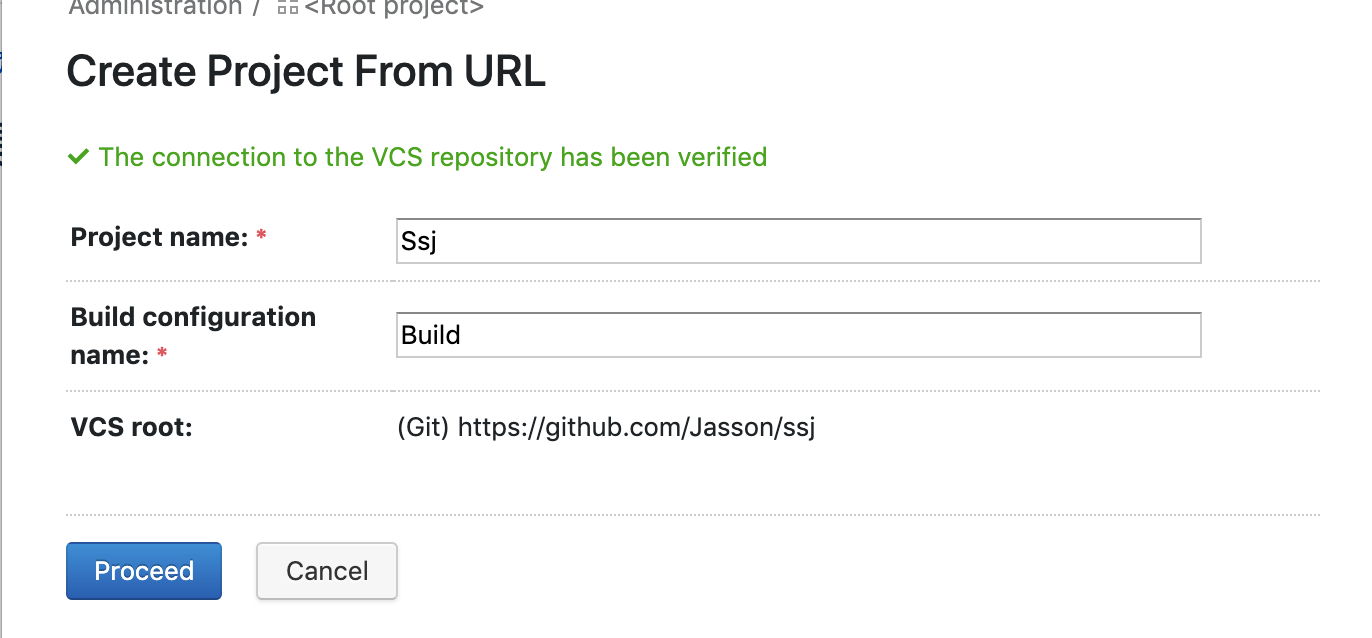 Administration / <Root project>
Create Project From URL
The connection to the VCS repository has been verified
Project name: *
Ssj
Build configuration
name: *
Build
VCS root:
(Git) https://github.com/Jasson/ssj
Proceed
Cancel